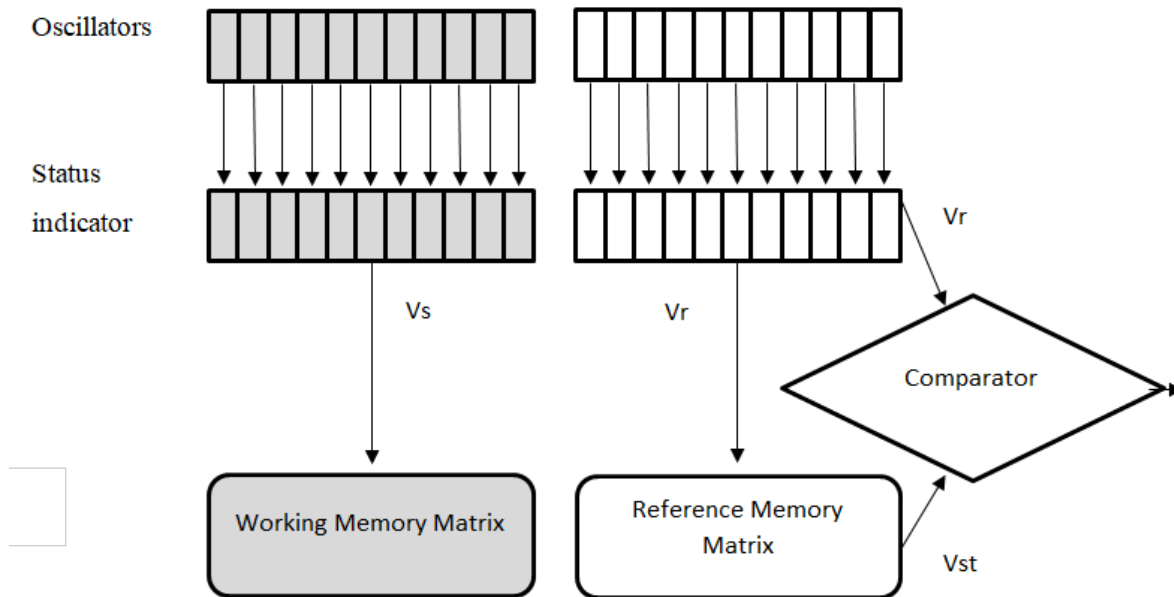 Oscillators
Status
indicator
Vs
Vr
Vr
Comparator
Working Memory Matrix
Reference Memory
Matrix
Vst